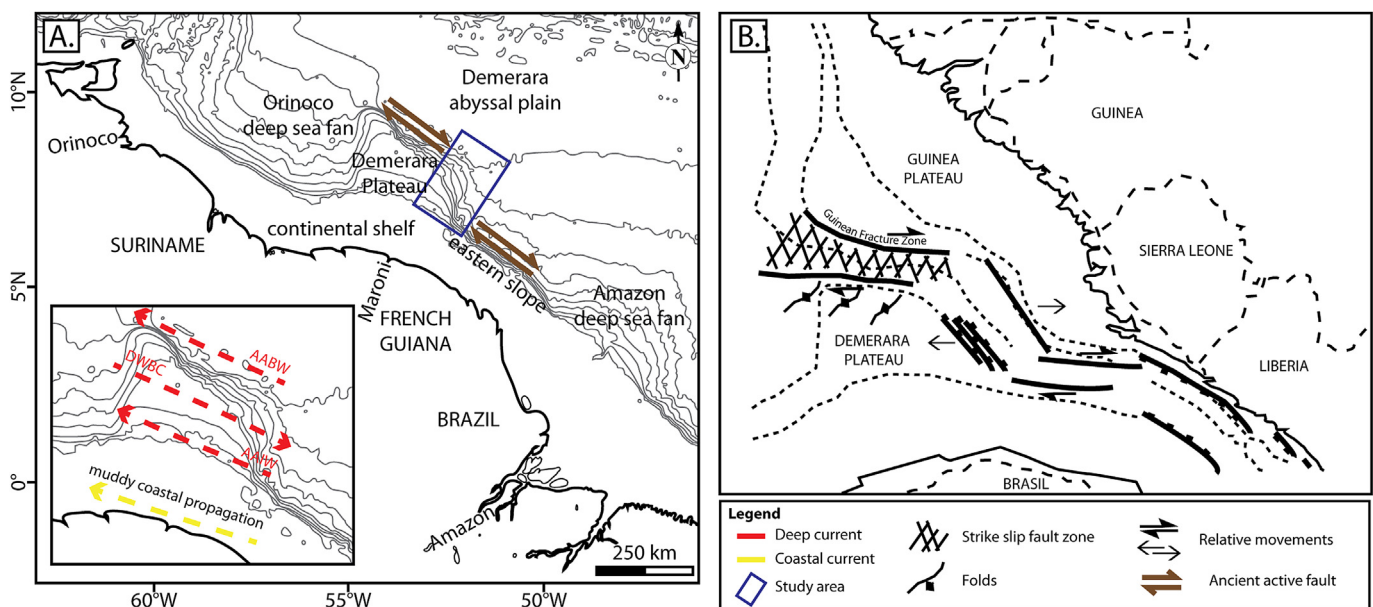 A.
N
10°N
5°N
0°
60°W
55°W
50°W
Orinoco
deep sea fan
Demerara
abyssal plain
Orinoco
Demerara
Plateau
continental shelf
SURINAME
eastern slope
Maroni
FRENCH
GUIANA
Amazon
deep sea fan
BRAZIL
Amazon
250 km
AABW
DWBC
AAIW
muddy coastal propagation
B.
GUINEA
GUINEA
PLATEAU
Guinean Fracture Zone
SIERRA LEONE
DEMERARA
PLATEAU
LIBERIA
BRASIL
Legend
Deep current
Coastal current
Study area
Strike slip fault zone
Folds
Relative movements
Ancient active fault